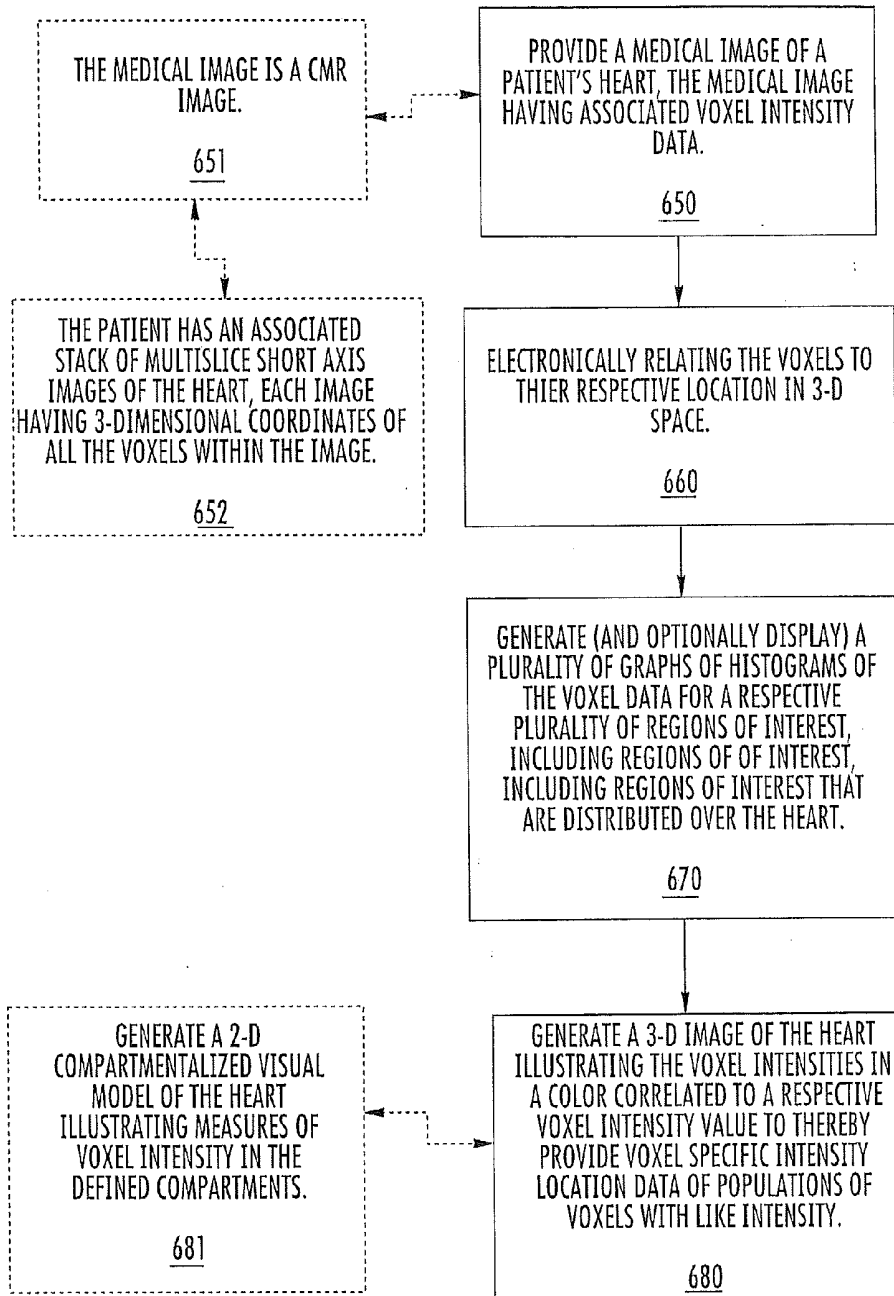 THE MEDICAL IMAGE IS A CMR
IMAGE.
651
PROVIDE A MEDICAL IMAGE OF A
PATIENT'S HEART, THE MEDICAL IMAGE
HAVING ASSOCIATED VOXEL INTENSITY
DATA.
650
THE PATIENT HAS AN ASSOCIATED
STACK OF MULTISLICE SHORT AXIS
IMAGES OF THE HEART, EACH IMAGE
HAVING 3-DIMENSIONAL COORDINATES OF
ALL THE VOXELS WITHIN THE IMAGE.
652
ELECTRONICALLY RELATING THE VOXELS TO
THIER RESPECTIVE LOCATION IN 3-D
SPACE.
660
GENERATE (AND OPTIONALLY DISPLAY) A
PLURALITY OF GRAPHS OF HISTOGRAMS OF
THE VOXEL DATA FOR A RESPECTIVE
PLURALITY OF REGIONS OF INTEREST,
INCLUDING REGIONS OF OF INTEREST,
INCLUDING REGIONS OF INTEREST THAT
ARE DISTRIBUTED OVER THE HEART.
670
GENERATE A 2-D
COMPARTMENTALIZED VISUAL
MODEL OF THE HEART
ILLUSTRATING MEASURES OF
VOXEL INTENSITY IN THE
DEFINED COMPARTMENTS.
681
GENERATE A 3-D IMAGE OF THE HEART
ILLUSTRATING THE VOXEL INTENSITIES IN
A COLOR CORRELATED TO A RESPECTIVE
VOXEL INTENSITY VALUE TO THEREBY
PROVIDE VOXEL SPECIFIC INTENSITY
LOCATION DATA OF POPULATIONS OF
VOXELS WITH LIKE INTENSITY.
680